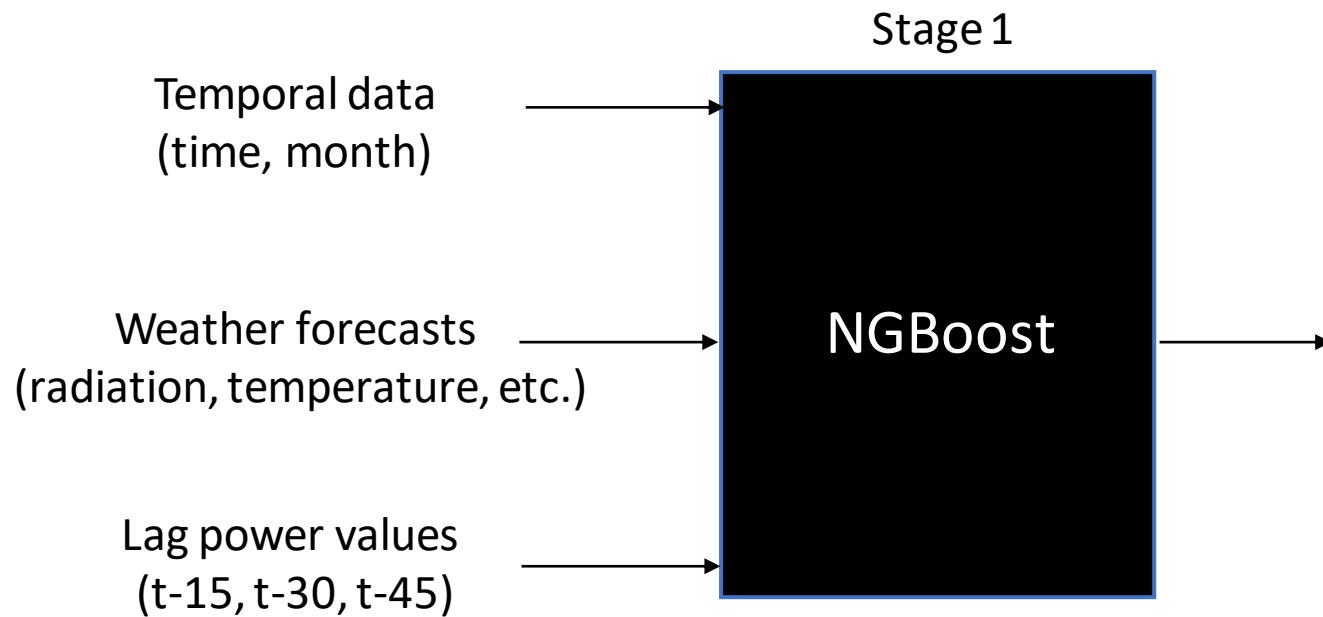 Stage 1
Temporal data
(time, month)
Weather forecasts
(radiation, temperature, etc.)
NGBoost
Lag power values
(t-15, t-30, t-45)